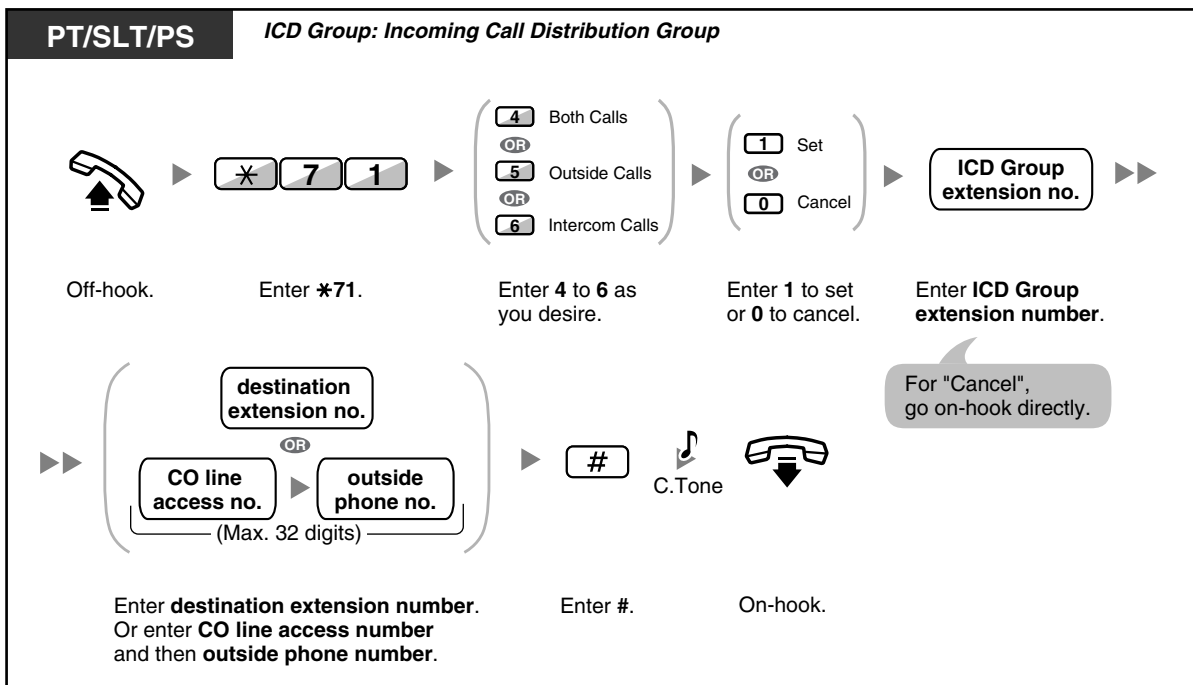 PT/SLT/PS
ICD Group: Incoming Call Distribution Group
4 Both Calls
OR
5 Outside Calls
OR
6 Intercom Calls
1 Set
OR
0 Cancel
* 7 1
ICD Group
extension no.
Off-hook.
Enter *71.
Enter 4 to 6 as
you desire.
Enter 1 to set
or 0 to cancel.
Enter ICD Group
extension number.
For "Cancel",
go on-hook directly.
destination
extension no.
OR
CO line
access no.
outside
phone no.
(Max. 32 digits)
#
C.Tone
Enter destination extension number.
Or enter CO line access number
and then outside phone number.
Enter #.
On-hook.